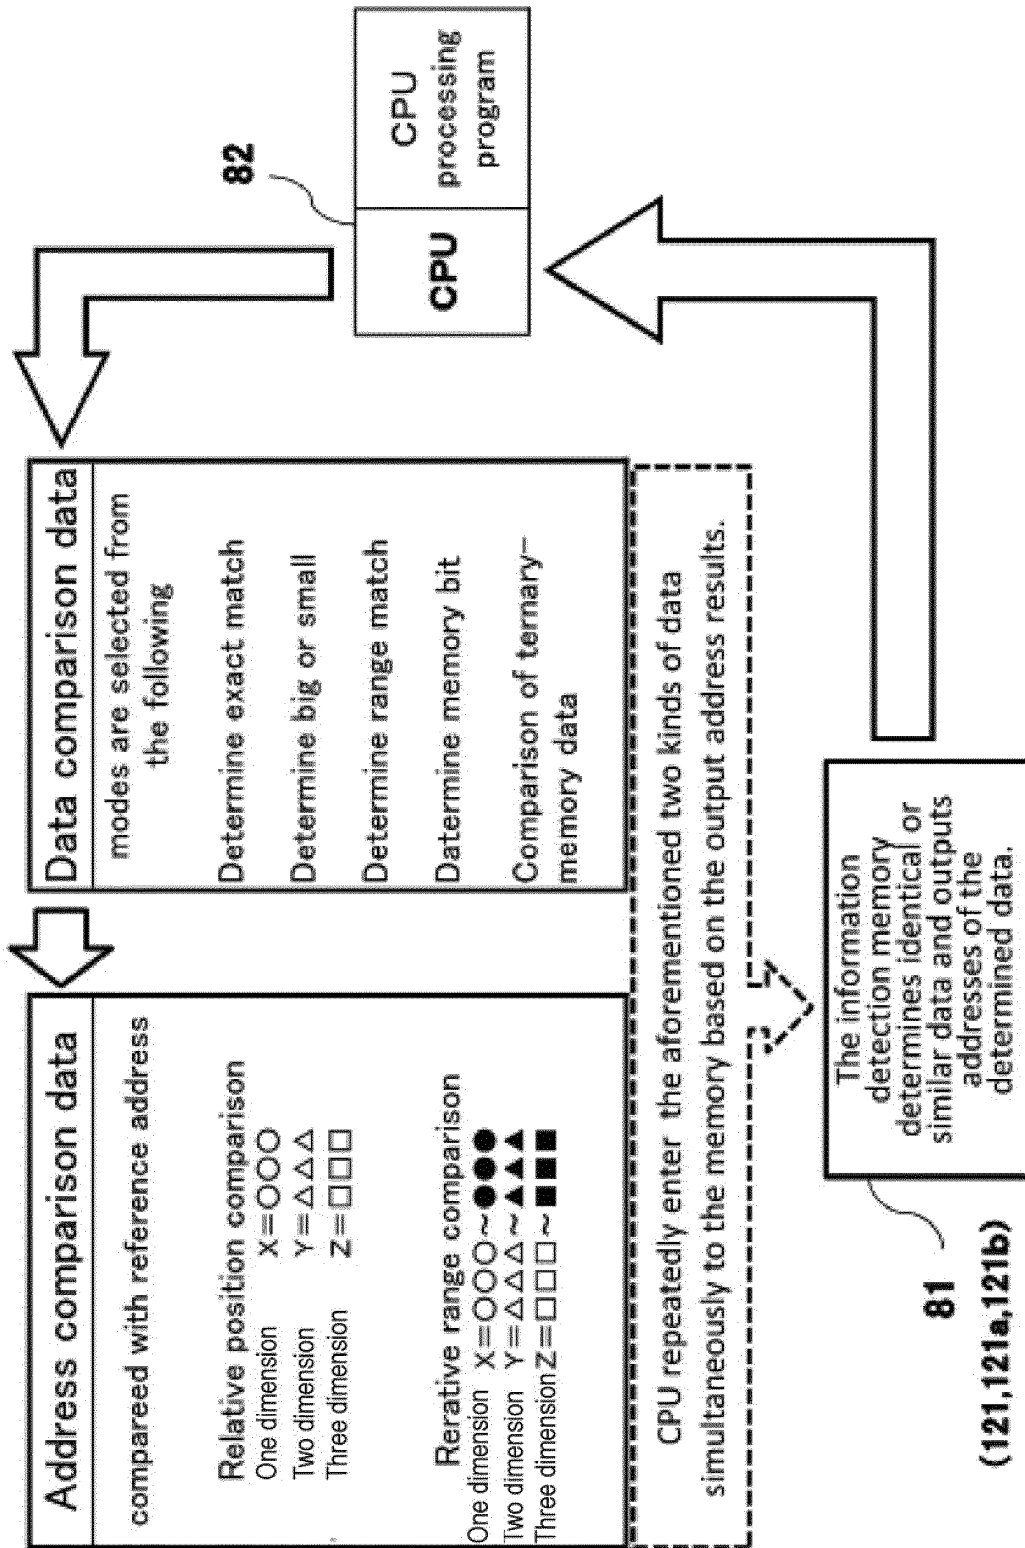 Address comparison data
compareed with reference address
Relative position comparison
One dimension X=○○○
Two dimension Y=△△△
Three dimension Z=□□□
Rerative range comparison
One dimension X=○○○~●●●
Two dimension Y=△△△~▲▲▲
Three dimension Z=□□□~■■■
Data comparison data
modes are selected from
the following
Determine exact match
Determine big or small
Determine range match
Datermine memory bit
Comparison of ternary-
memory data
82
CPU
CPU
processing
program
CPU repeatedly enter the aforementioned two kinds of data
simultaneously to the memory based on the output address results.
The information
detection memory
determines identical or
similar data and outputs
addresses of the
determined data.
81
(121,121a,121b)